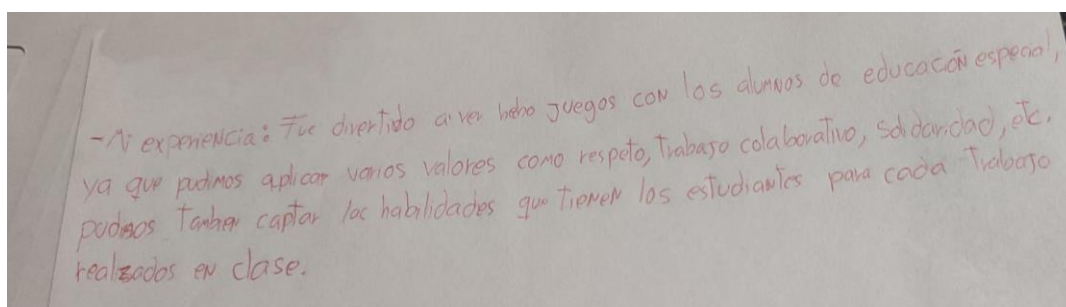 -Mi experiencia: Fue divertido a ver hecho juegos con los alumnos de educación especial,
ya que pudimos aplicar varios valores como respeto, Trabajo colaborativo, solidaridad, etc.
pudimos Tambien captar las habilidades que tienen los estudiantes para cada Trabajo
realizados en clase.